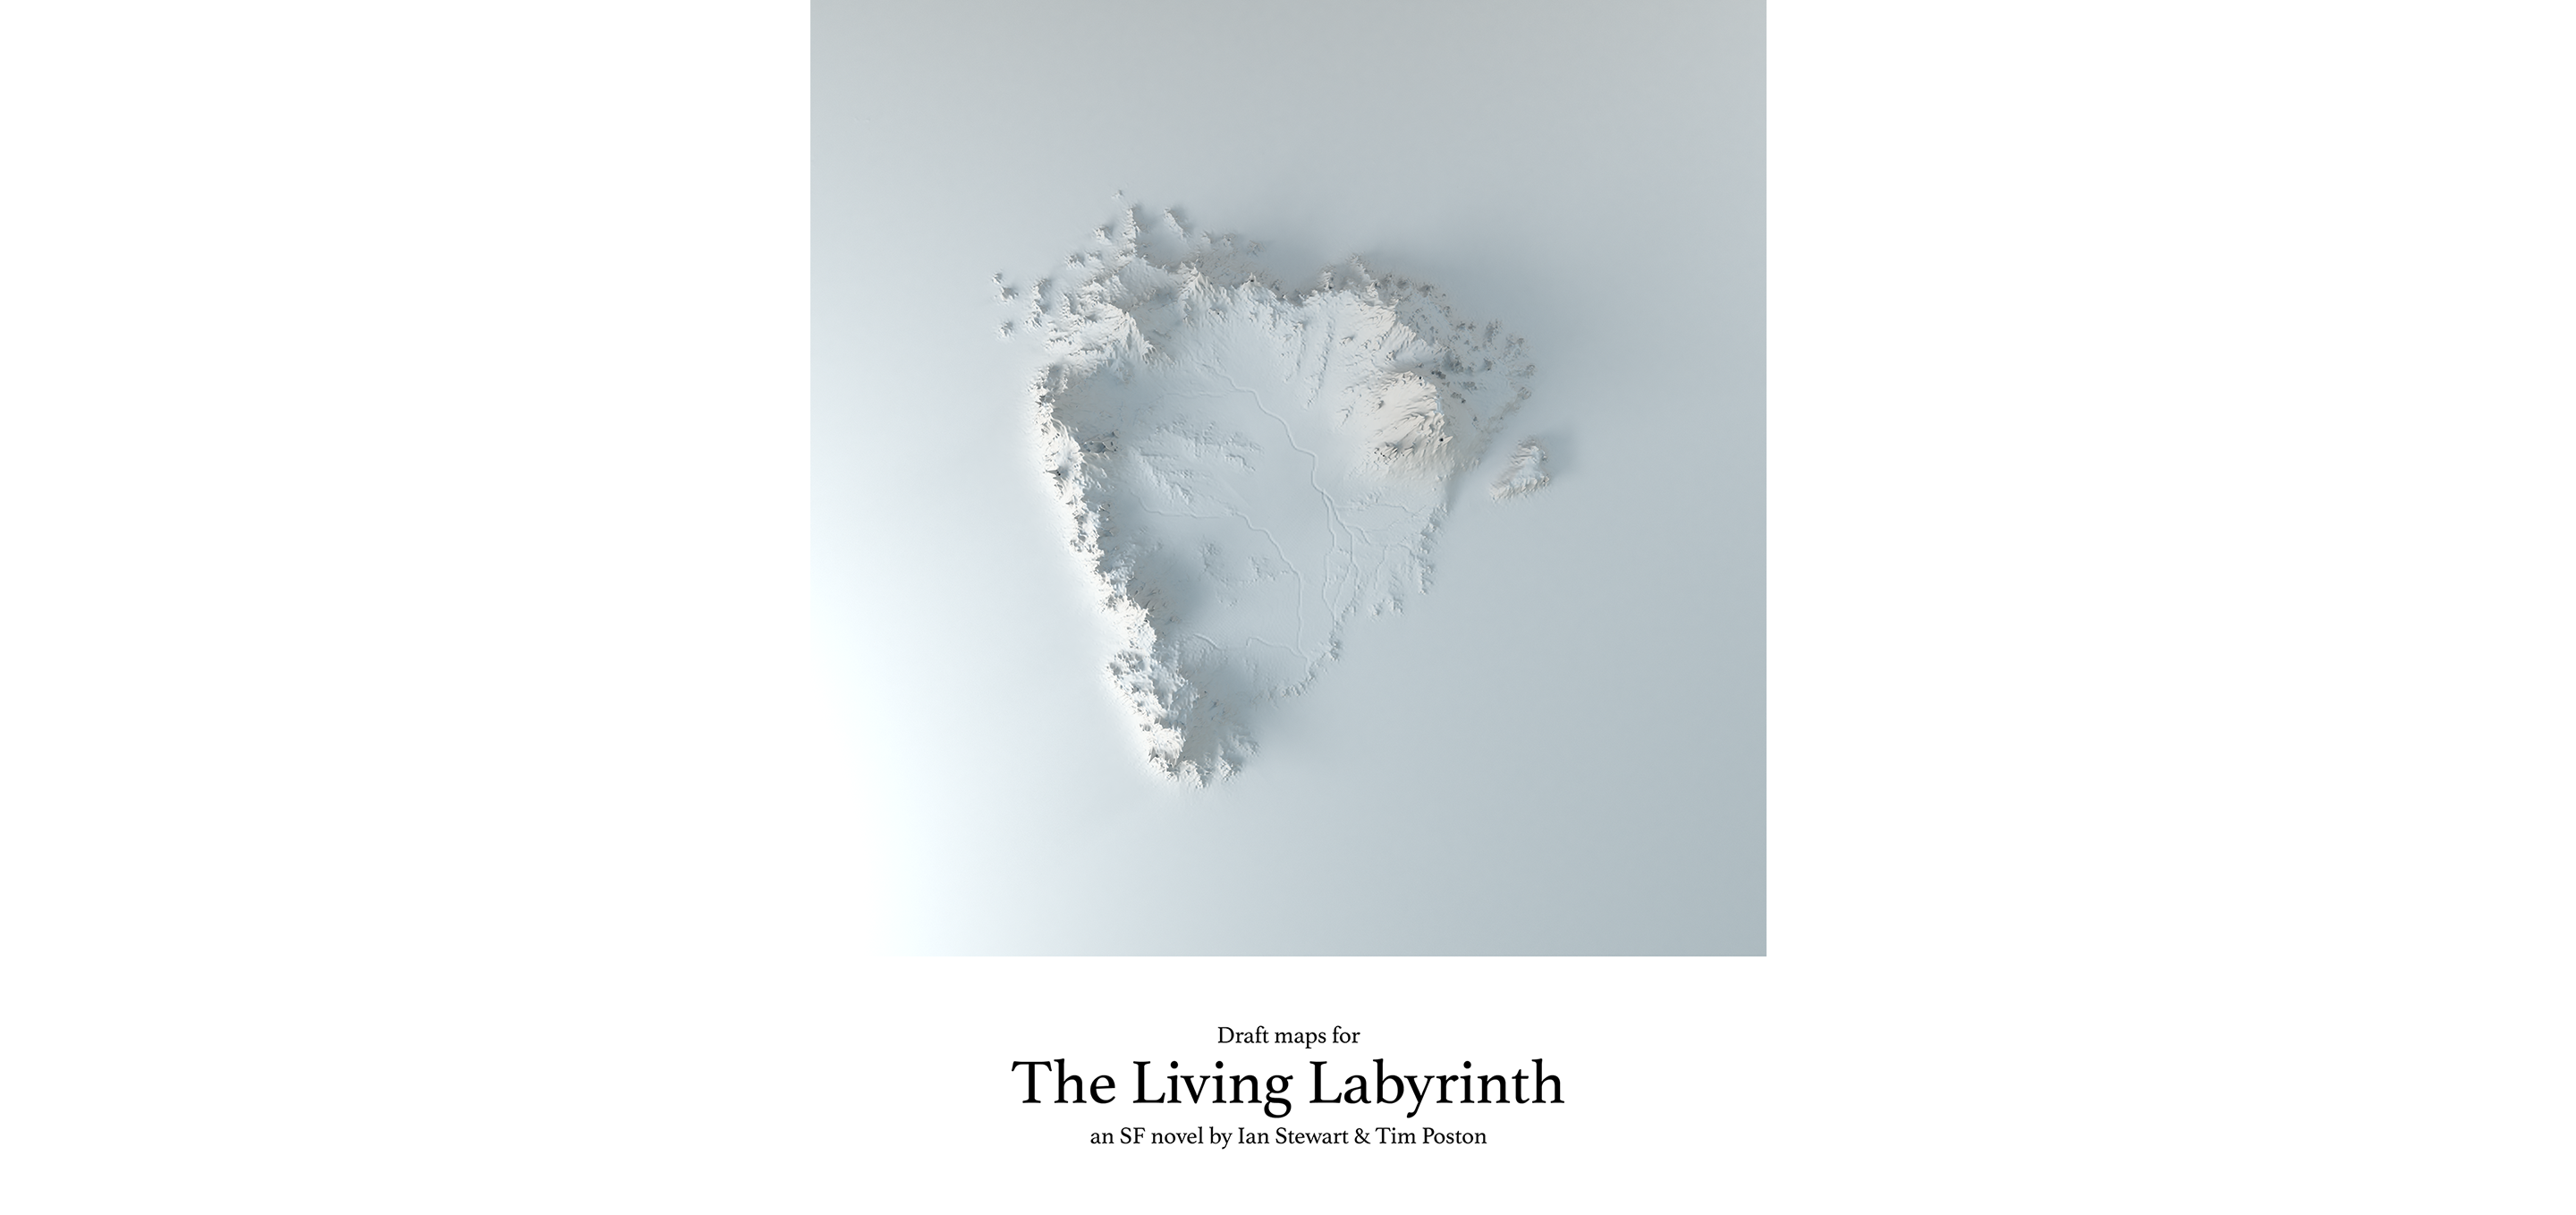 Draft maps for
The Living Labyrinth
an SF novel by Ian Stewart & Tim Poston